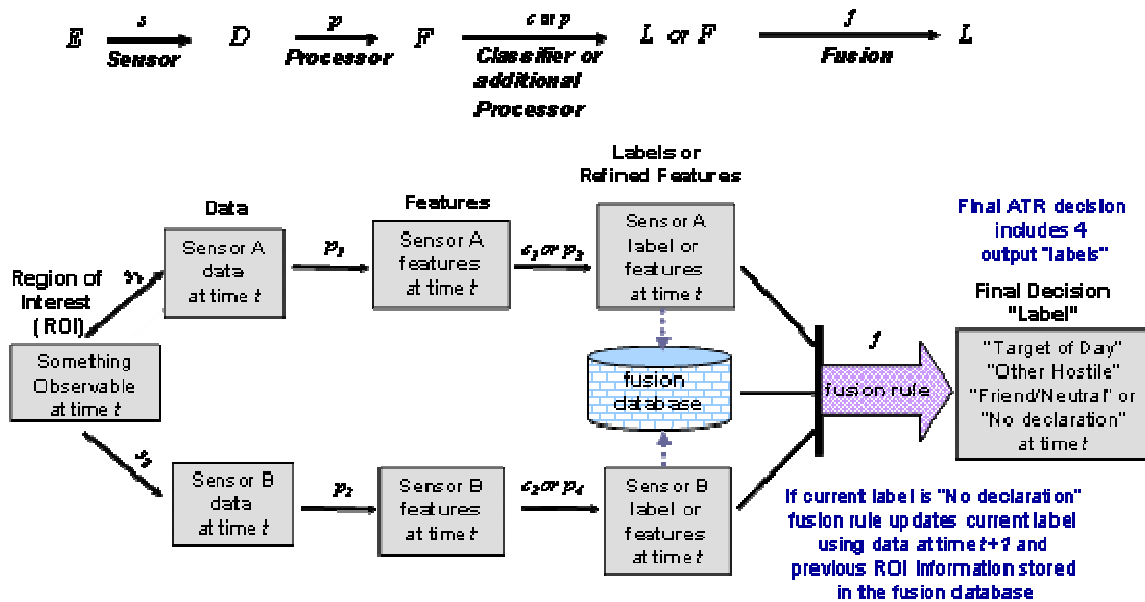 E s D p F c or p L or F f L
Sensor Processor Classifier or Fusion
additional
Processor
Labels or
Refined Features
Data
Features
Sensor A
data
at time t
p1
Sensor A
features
at time t
c1 or p3
Sensor A
label or
features
at time t
Final ATR decision
includes 4
output "labels"
Region of
Interest
(ROI)
Something
Observable
at time t
fusion
database
f
fusion rule
Final Decision
"Label"
"Target of Day"
"Other Hostile"
"Friend/Neutral" or
"No declaration"
at time t
Sensor B
data
at time t
p2
Sensor B
features
at time t
c2 or p4
Sensor B
label or
features
at time t
If current label is "No declaration"
fusion rule updates current label
using data at time t+1 and
previous ROI information stored
in the fusion database